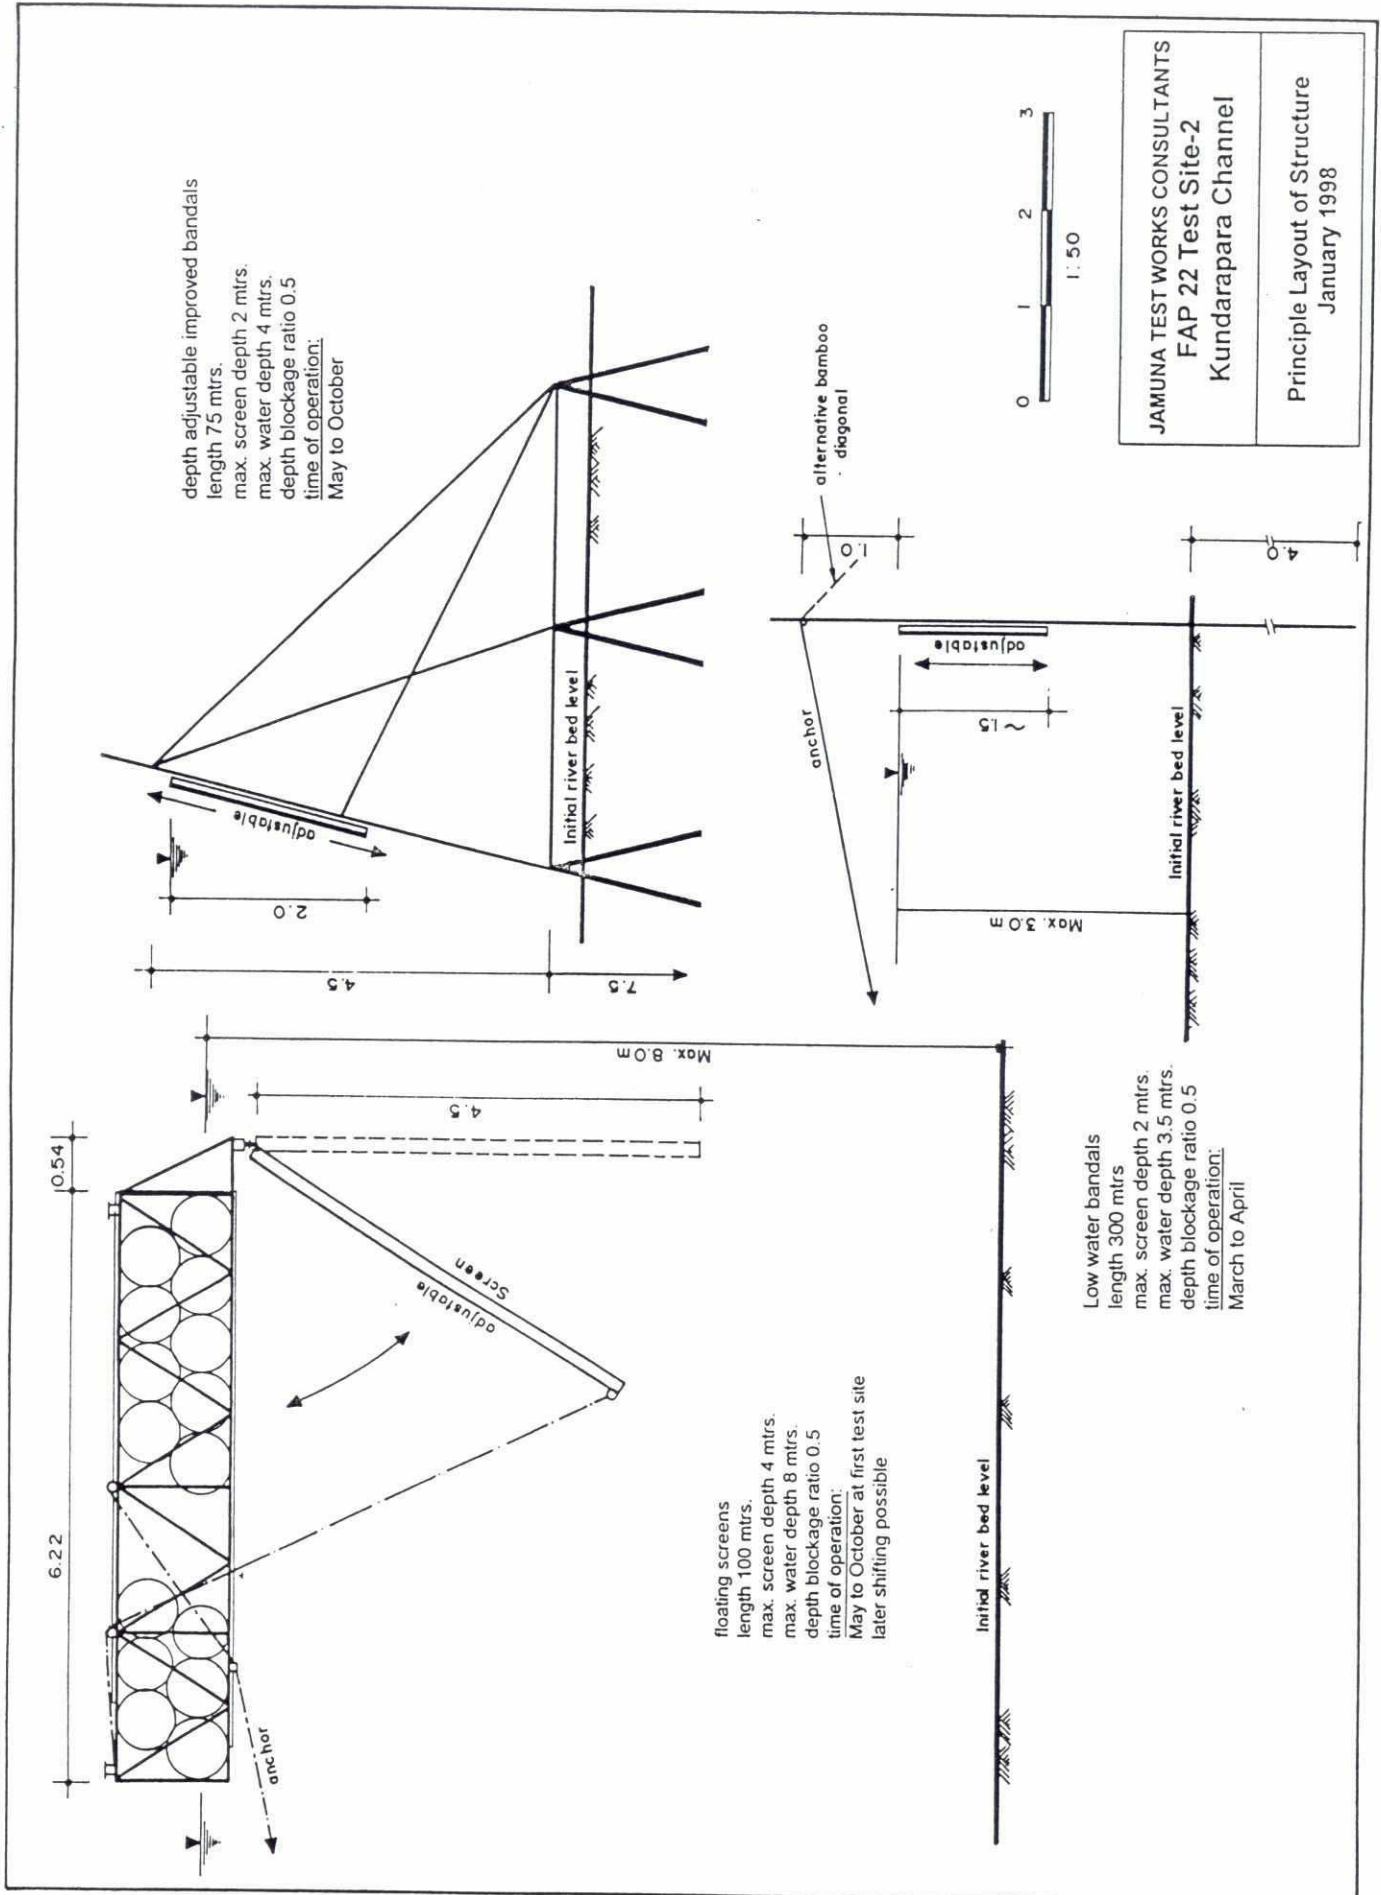 6.22
0.54
anchor
adjustable
Screen
4.5
Max. 8.0m
floating screens
length 100 mtrs.
max. screen depth 4 mtrs.
max. water depth 8 mtrs.
depth blockage ratio 0.5
time of operation:
May to October at first test site
later shifting possible
Initial river bed level
depth adjustable improved bandals
length 75 mtrs.
max. screen depth 2 mtrs.
max. water depth 4 mtrs.
depth blockage ratio 0.5
time of operation:
May to October
adjustable
2.0
4.5
7.5
Initial river bed level
anchor
alternative bamboo
diagonal
1.0
adjustable
~1.5
Max. 3.0m
Initial river bed level
4.0
Low water bandals
length 300 mtrs
max. screen depth 2 mtrs.
max. water depth 3.5 mtrs.
depth blockage ratio 0.5
time of operation:
March to April
0 1 2 3
1:50
JAMUNA TEST WORKS CONSULTANTS
FAP 22 Test Site-2
Kundarapara Channel
Principle Layout of Structure
January 1998